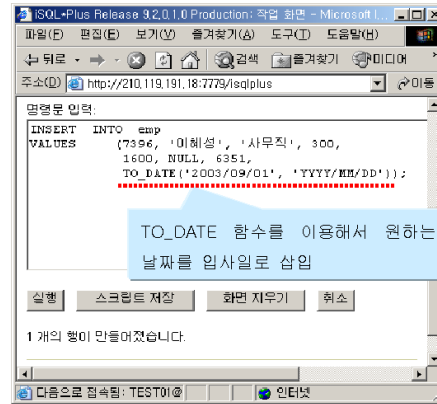 iSQL*Plus Release 9.2.0.1.0 Production: 작업 화면 - Microsoft I...
파일(F) 편집(E) 보기(V) 즐겨찾기(A) 도구(T) 도움말(H)
뒤로 검색 즐겨찾기 미디어
주소(D) http://210.119.191.18:7779/isqlplus 이동
명령문 입력:
INSERT INTO emp
VALUES (7396, '이혜성', '사무직', 300,
1600, NULL, 6351,
TO_DATE('2003/09/01', 'YYYY/MM/DD'));
TO_DATE 함수를 이용해서 원하는
날짜를 입사일로 삽입
실행 스크립트 저장 화면 지우기 취소
1 개의 행이 만들어졌습니다.
다음으로 접속됨: TEST01@ 인터넷